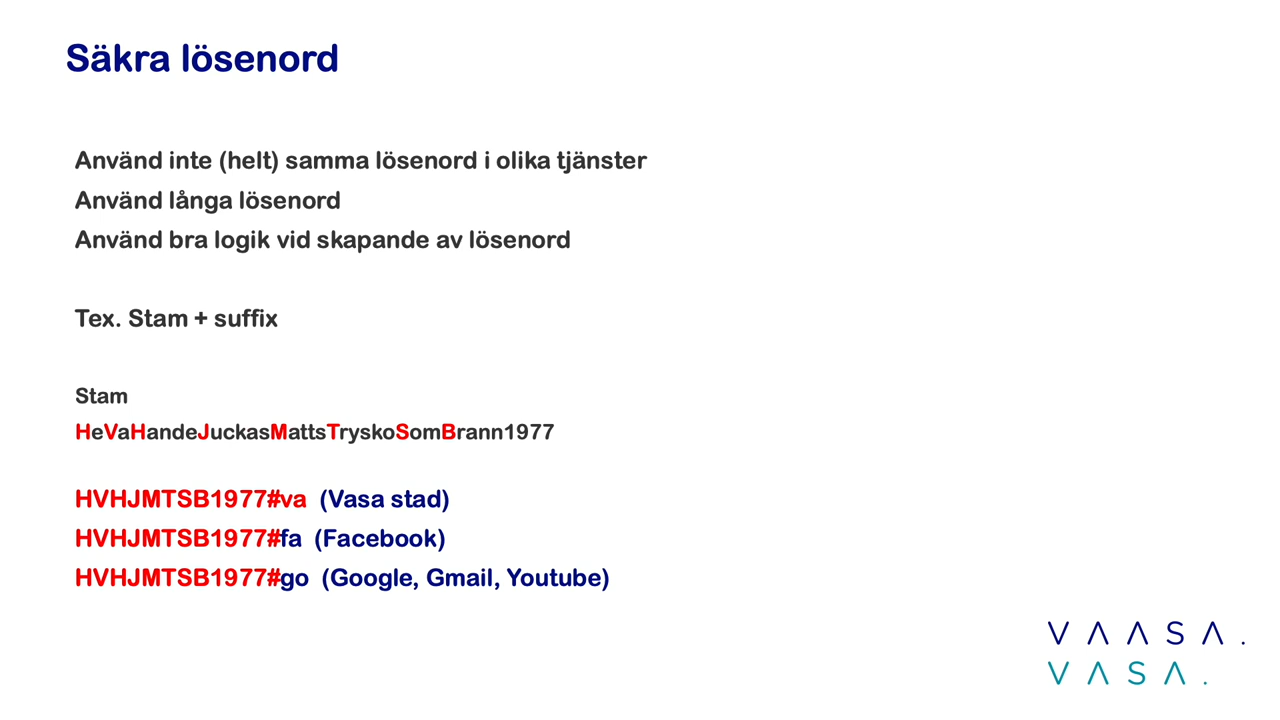 Säkra lösenord
Använd inte (helt) samma lösenord i olika tjänster
Använd långa lösenord
Använd bra logik vid skapande av lösenord
Tex. Stam + suffix
Stam
HeVaHandeJuckasMattsTryskoSomBrann1977
HVHJMTSB1977#va (Vasa stad)
HVHJMTSB1977#fa (Facebook)
HVHJMTSB1977#go (Google, Gmail, Youtube)
VAASA.
VASA.